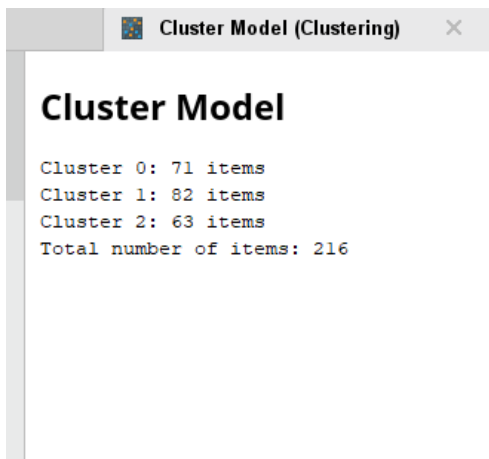 Cluster Model (Clustering)
Cluster Model
Cluster 0: 71 items
Cluster 1: 82 items
Cluster 2: 63 items
Total number of items: 216